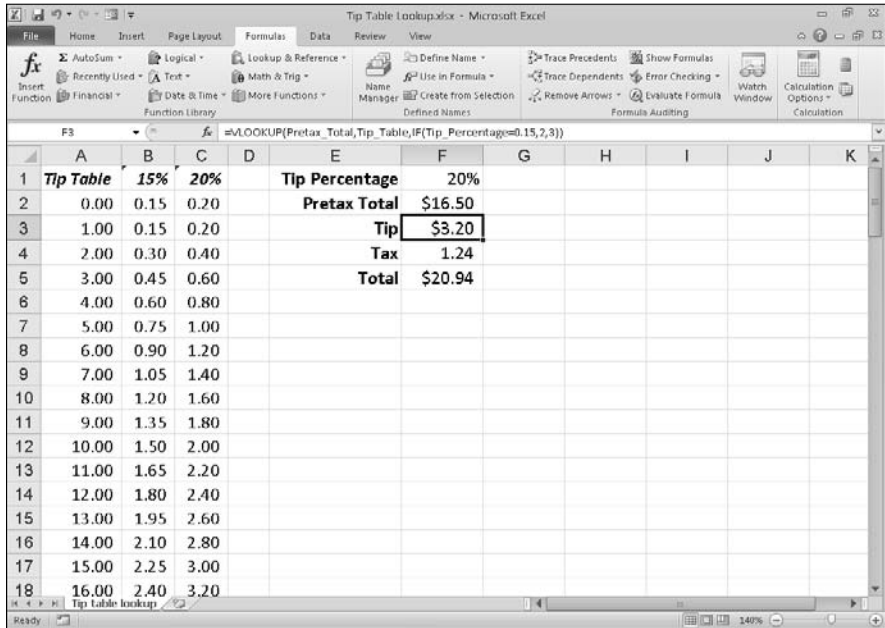 Tip Table Lookup.xlsx - Microsoft Excel
File Home Insert Page Layout Formulas Data Review View
fx Insert Function
Σ AutoSum
Recently Used
Financial
Logical
Text
Date & Time
Lookup & Reference
Math & Trig
More Functions
Function Library
Name Manager
Define Name
Use in Formula
Create from Selection
Defined Names
Trace Precedents
Trace Dependents
Remove Arrows
Show Formulas
Error Checking
Evaluate Formula
Formula Auditing
Watch Window
Calculation Options
Calculation
F3 fx =VLOOKUP(Pretax_Total,Tip_Table,IF(Tip_Percentage=0.15,2,3))
A B C D E F G H I J K
1 Tip Table 15% 20% Tip Percentage 20%
2 0.00 0.15 0.20 Pretax Total $16.50
3 1.00 0.15 0.20 Tip $3.20
4 2.00 0.30 0.40 Tax 1.24
5 3.00 0.45 0.60 Total $20.94
6 4.00 0.60 0.80
7 5.00 0.75 1.00
8 6.00 0.90 1.20
9 7.00 1.05 1.40
10 8.00 1.20 1.60
11 9.00 1.35 1.80
12 10.00 1.50 2.00
13 11.00 1.65 2.20
14 12.00 1.80 2.40
15 13.00 1.95 2.60
16 14.00 2.10 2.80
17 15.00 2.25 3.00
18 16.00 2.40 3.20
Tip table lookup
Ready 140%